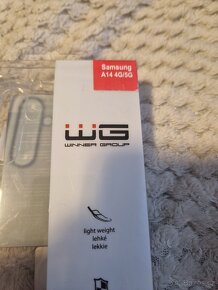 Samsung
A14 4G/5G
WG
WINNER GROUP
light weight
lehké
lekkie